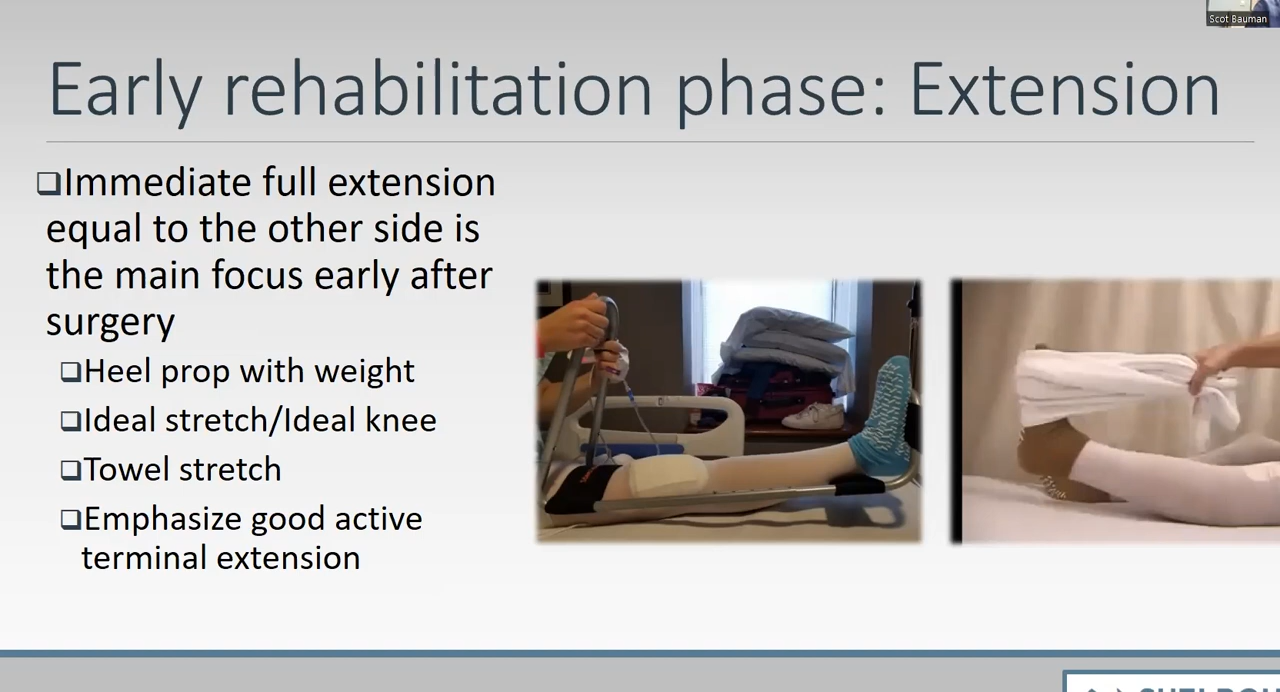 Scot Bauman
Early rehabilitation phase: Extension
Immediate full extension
equal to the other side is
the main focus early after
surgery
Heel prop with weight
Ideal stretch/Ideal knee
Towel stretch
Emphasize good active
terminal extension